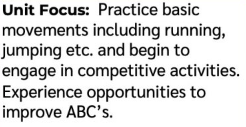 Unit Focus: Practice basic
movements including running,
jumping etc. and begin to
engage in competitive activities.
Experience opportunities to
improve ABC's.